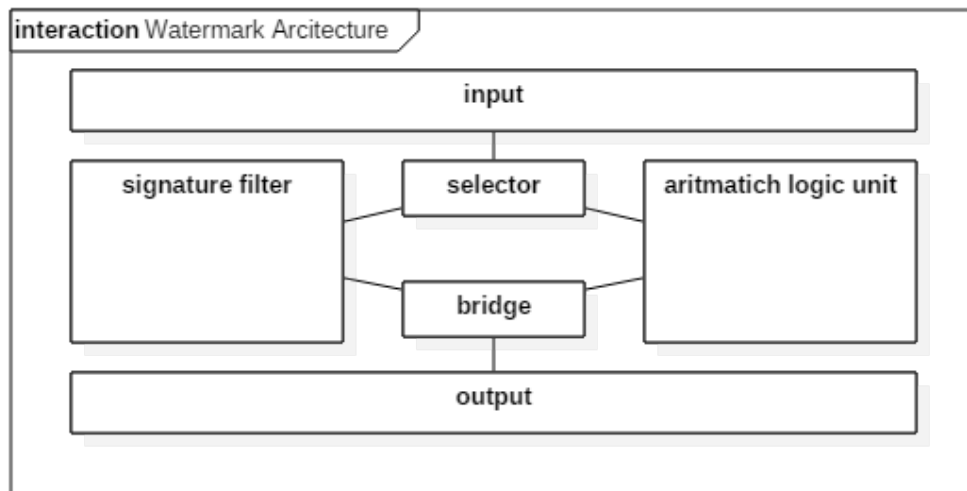 interaction Watermark Arcitecture
input
signature filter
selector
aritmatich logic unit
bridge
output